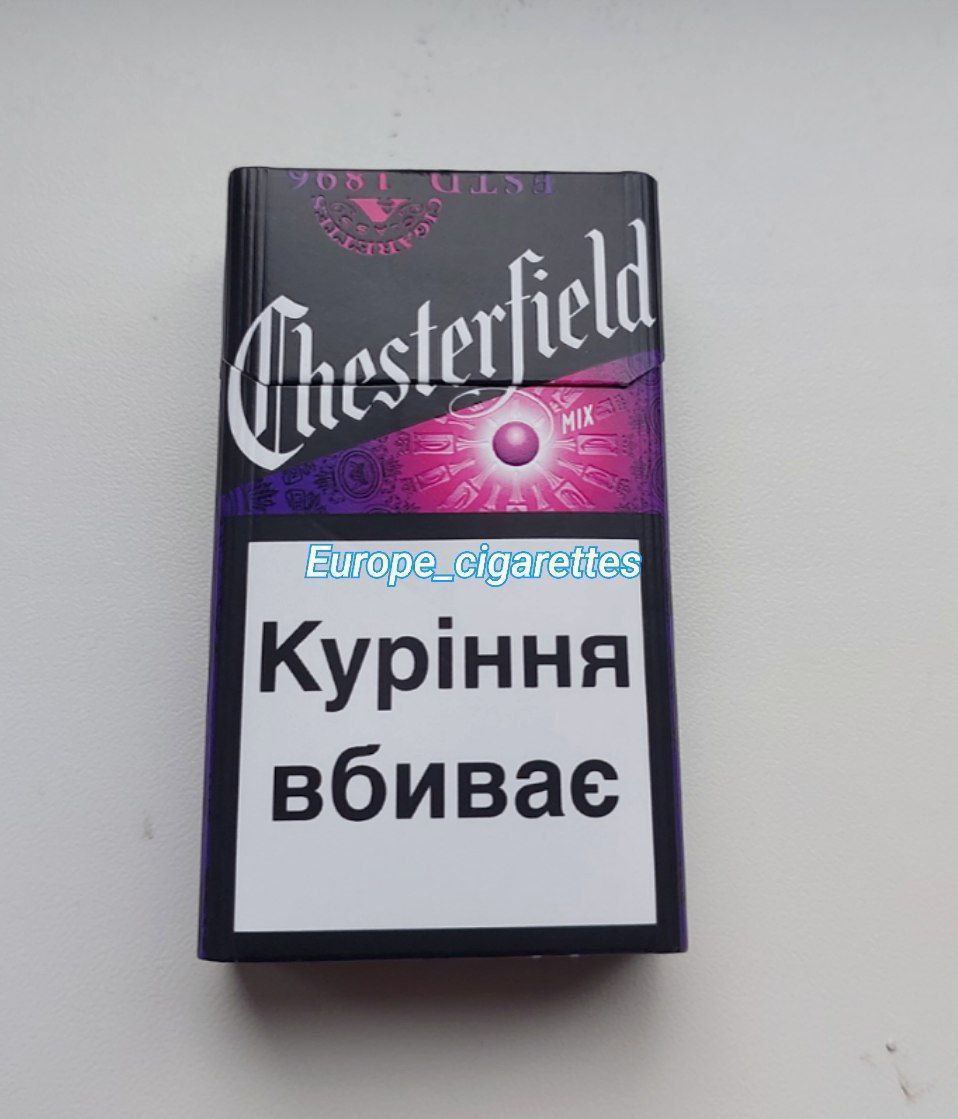 ESTD 1896
CIGARETTES
Chesterfield
MIX
Europe_cigarettes
Куріння
вбиває